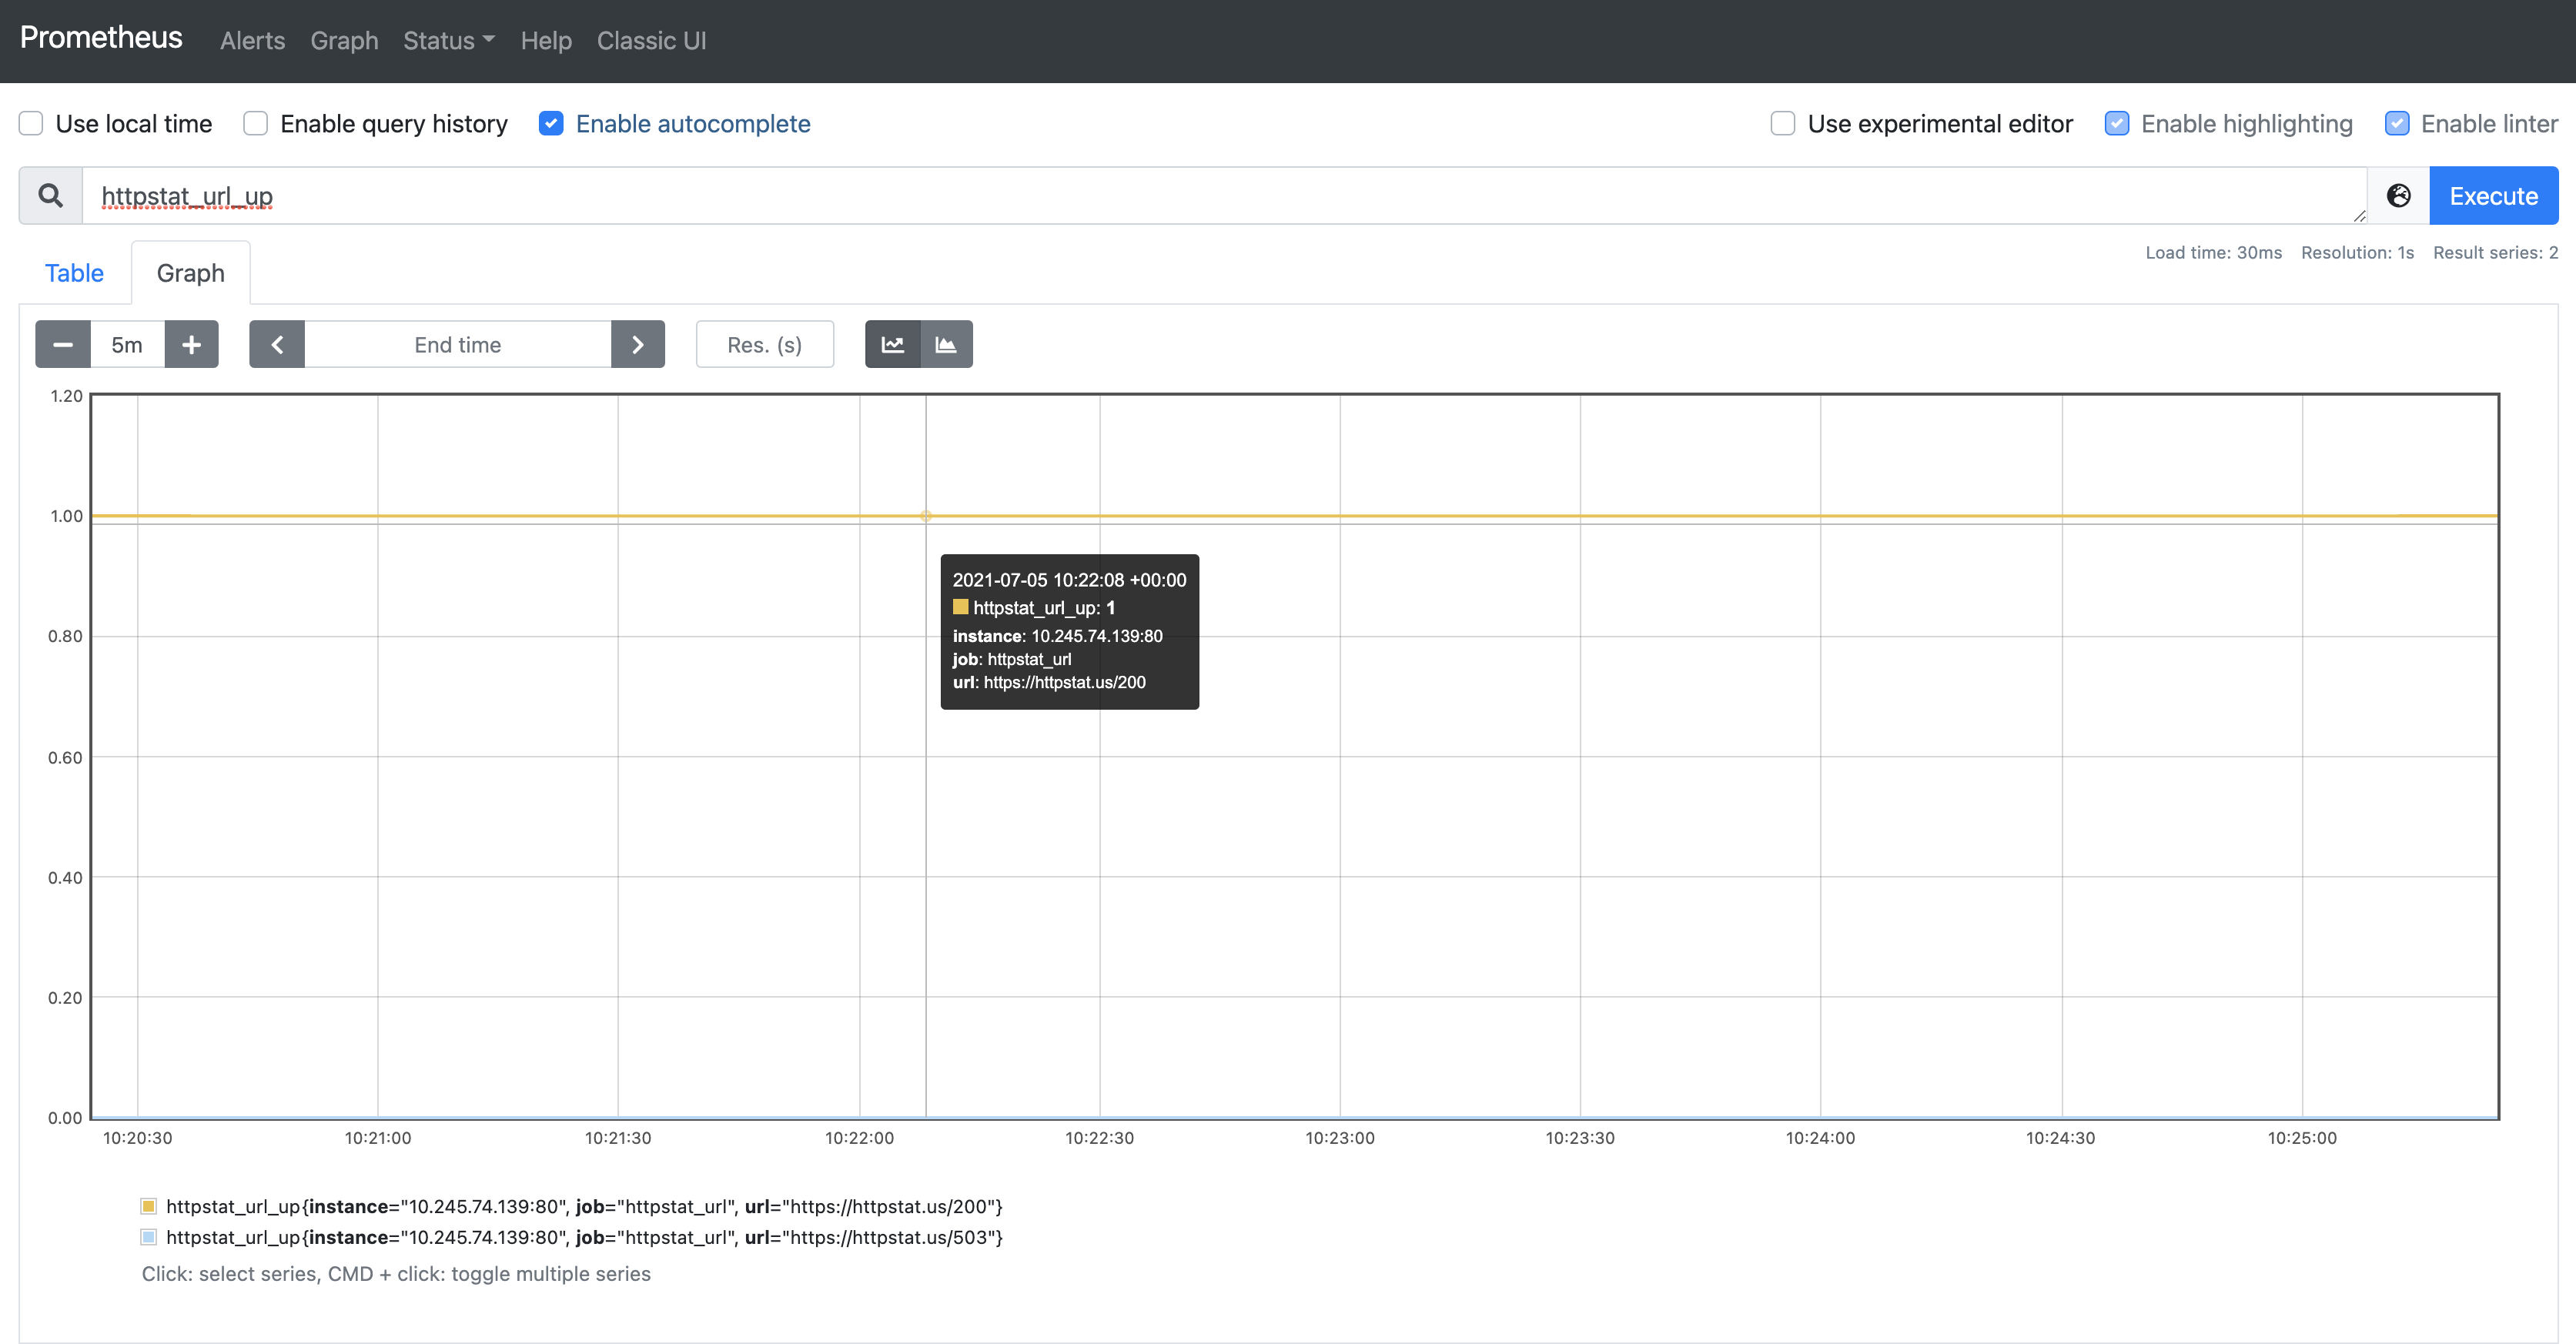 Prometheus Alerts Graph Status Help Classic UI
Use local time Enable query history Enable autocomplete Use experimental editor Enable highlighting Enable linter
httpstat_url_up Execute
Load time: 30ms Resolution: 1s Result series: 2
Table Graph
5m End time Res. (s)
1.20
1.00
0.80
0.60
0.40
0.20
0.00
2021-07-05 10:22:08 +00:00
httpstat_url_up: 1
instance: 10.245.74.139:80
job: httpstat_url
url: https://httpstat.us/200
10:20:30 10:21:00 10:21:30 10:22:00 10:22:30 10:23:00 10:23:30 10:24:00 10:24:30 10:25:00
httpstat_url_up{instance="10.245.74.139:80", job="httpstat_url", url="https://httpstat.us/200"}
httpstat_url_up{instance="10.245.74.139:80", job="httpstat_url", url="https://httpstat.us/503"}
Click: select series, CMD + click: toggle multiple series